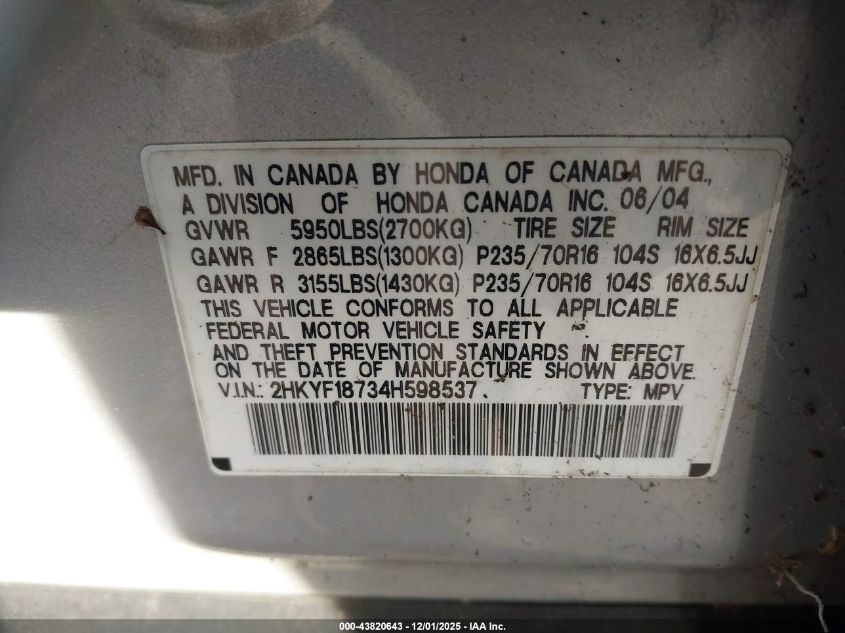 MFD. IN CANADA BY HONDA OF CANADA MFG.,
A DIVISION OF HONDA CANADA INC. 06/04
GVWR 5950LBS(2700KG) TIRE SIZE RIM SIZE
GAWR F 2865LBS(1300KG) P235/70R16 104S 16X6.5JJ
GAWR R 3155LBS(1430KG) P235/70R16 104S 16X6.5JJ
THIS VEHICLE CONFORMS TO ALL APPLICABLE
FEDERAL MOTOR VEHICLE SAFETY
AND THEFT PREVENTION STANDARDS IN EFFECT
ON THE DATE OF MANUFACTURE SHOWN ABOVE.
V.I.N.: 2HKYF18734H598537. TYPE: MPV
000-43820643 - 12/01/2025 - IAA Inc.